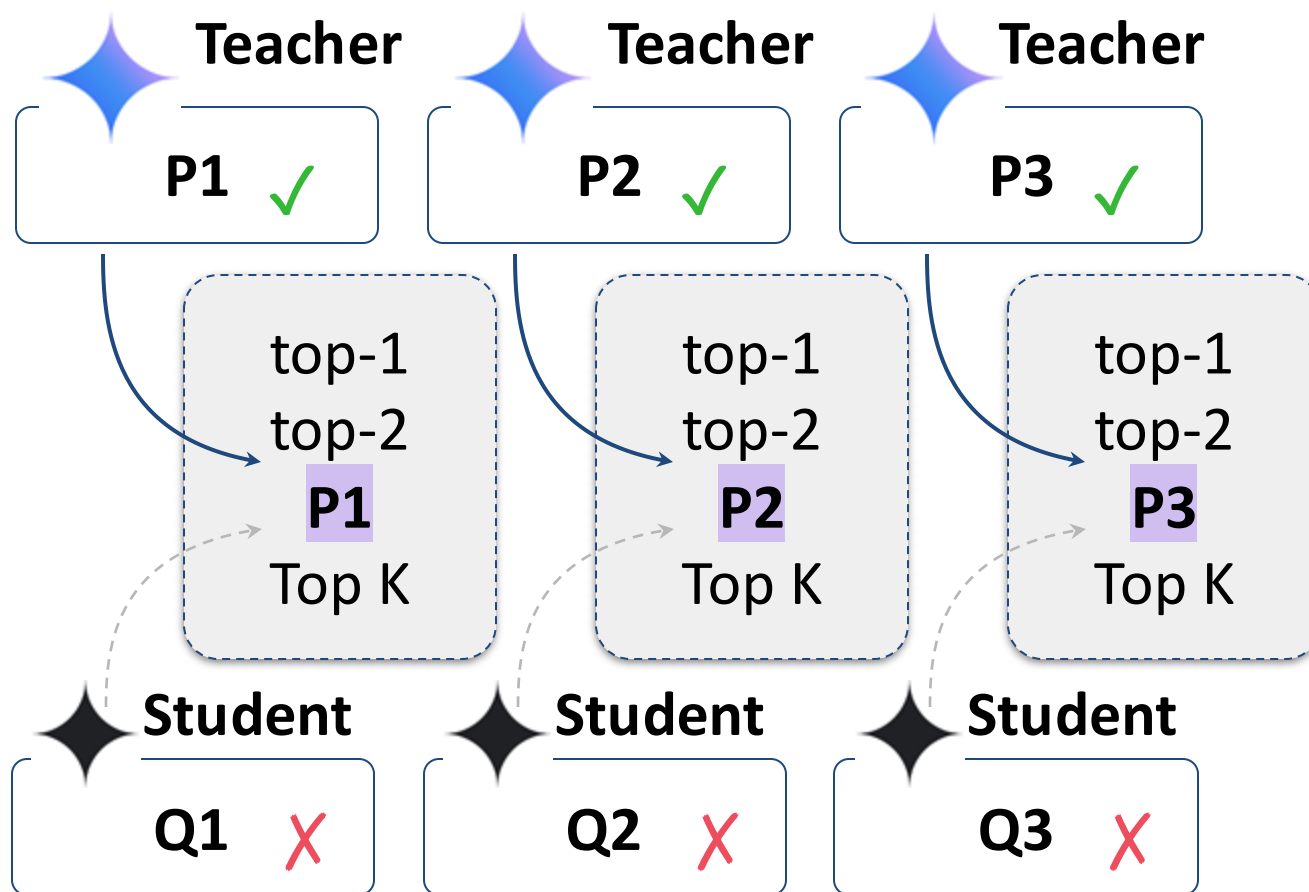 Teacher Teacher Teacher
P1 ✓ P2 ✓ P3 ✓
top-1 top-1 top-1
top-2 top-2 top-2
P1 P2 P3
Top K Top K Top K
Student Student Student
Q1 ✗ Q2 ✗ Q3 ✗